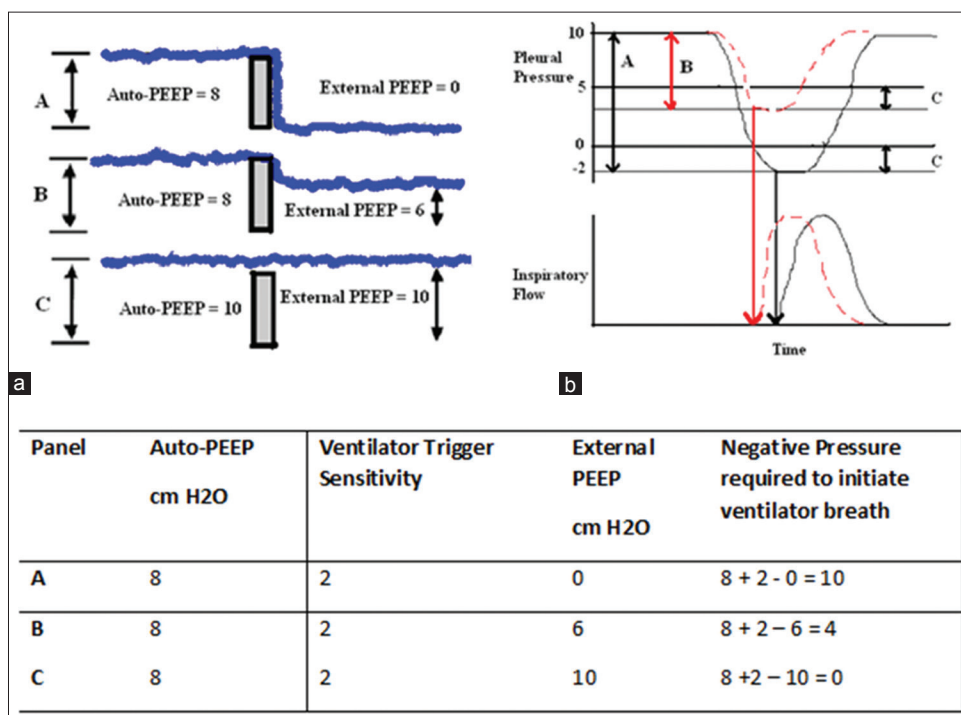 A
Auto-PEEP = 8
External PEEP = 0
B
Auto-PEEP = 8
External PEEP = 6
C
Auto-PEEP = 10
External PEEP = 10
a
10
Pleural
Pressure
A
B
5
C
0
-2
C
Inspiratory
Flow
Time
b
Panel Auto-PEEP cm H2O Ventilator Trigger Sensitivity External PEEP cm H2O Negative Pressure required to initiate ventilator breath
A 8 2 0 8 + 2 - 0 = 10
B 8 2 6 8 + 2 – 6 = 4
C 8 2 10 8 +2 – 10 = 0